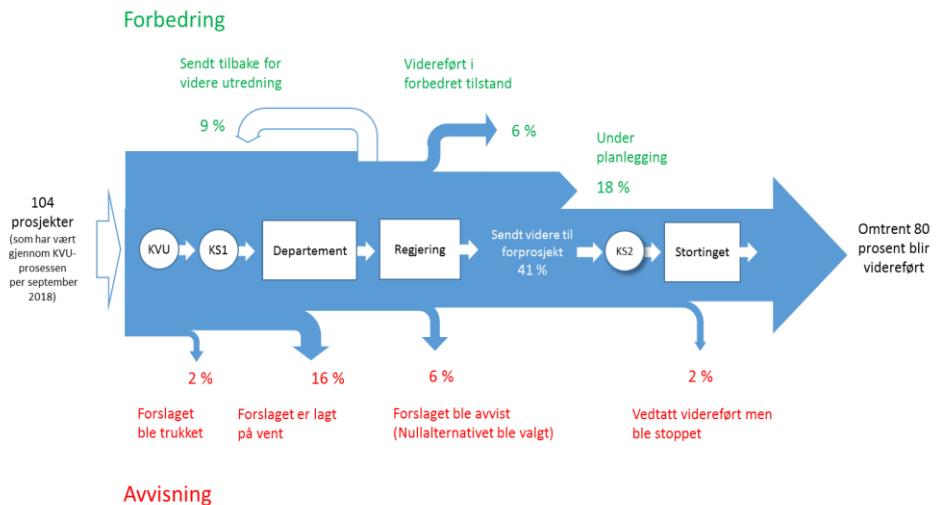 Forbedring
Sendt tilbake for
videre utredning
9 %
Videreført i
forbedret tilstand
6 %
Under
planlegging
18 %
104
prosjekter
(som har vært
gjennom KVU-
prosessen
per september
2018)
KVU
KS1
Departement
Regjering
Sendt videre til
forprosjekt
41 %
KS2
Stortinget
Omtrent 80
prosent blir
videreført
2 %
Forslaget
ble trukket
16 %
Forslaget er lagt
på vent
6 %
Forslaget ble avvist
(Nullalternativet ble valgt)
2 %
Vedtatt videreført men
ble stoppet
Avvisning